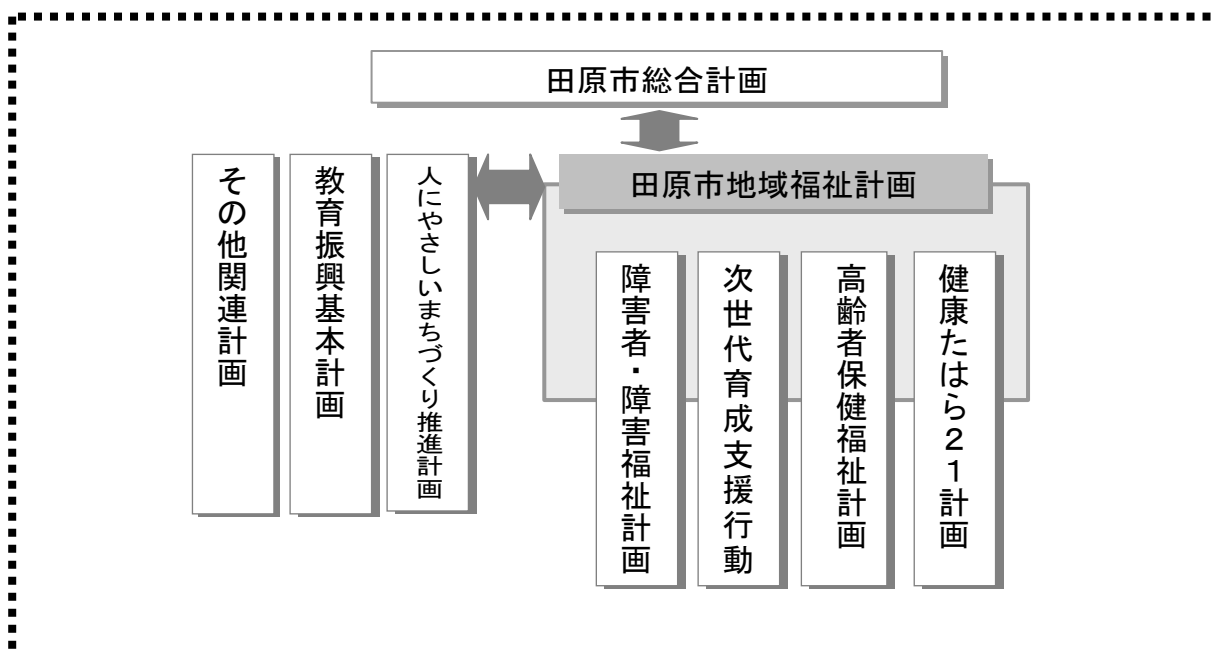 田原市総合計画
田原市地域福祉計画
その他関連計画
教育振興基本計画
人にやさしいまちづくり推進計画
障害者・障害福祉計画
次世代育成支援行動
高齢者保健福祉計画
健康たはら２１計画